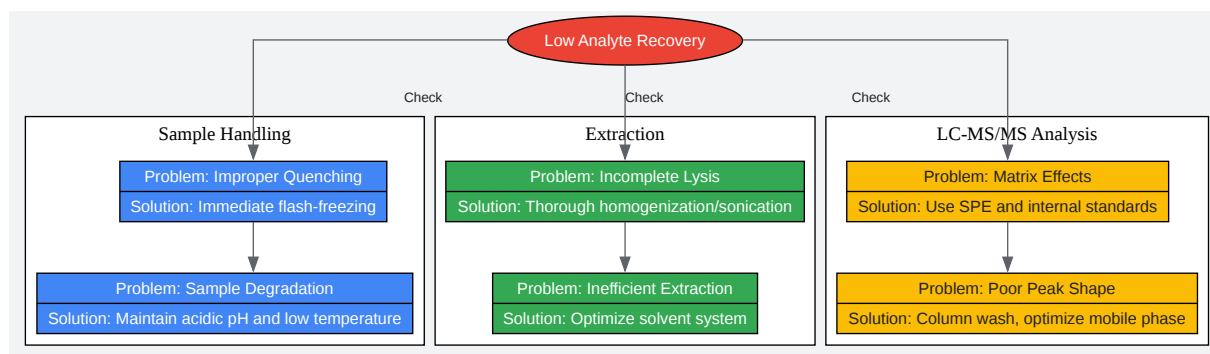 Low Analyte Recovery
Check
Check
Check
Sample Handling
Problem: Improper Quenching
Solution: Immediate flash-freezing
Problem: Sample Degradation
Solution: Maintain acidic pH and low temperature
Extraction
Problem: Incomplete Lysis
Solution: Thorough homogenization/sonication
Problem: Inefficient Extraction
Solution: Optimize solvent system
LC-MS/MS Analysis
Problem: Matrix Effects
Solution: Use SPE and internal standards
Problem: Poor Peak Shape
Solution: Column wash, optimize mobile phase